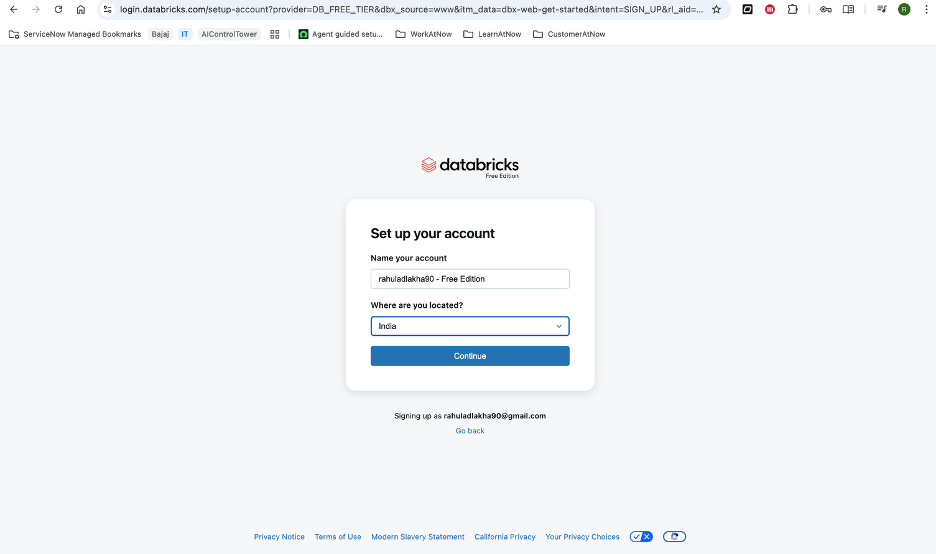 login.databricks.com/setup-account?provider=DB_FREE_TIER&dbx_source=www&itm_data=dbx-web-get-started&intent=SIGN_UP&rl_aid=...
R
ServiceNow Managed Bookmarks Bajaj IT AIControlTower Agent guided setu... WorkAtNow LearnAtNow CustomerAtNow
databricks
Free Edition
Set up your account
Name your account
rahuladlakha90 - Free Edition
Where are you located?
India
Continue
Signing up as rahuladlakha90@gmail.com
Go back
Privacy Notice Terms of Use Modern Slavery Statement California Privacy Your Privacy Choices